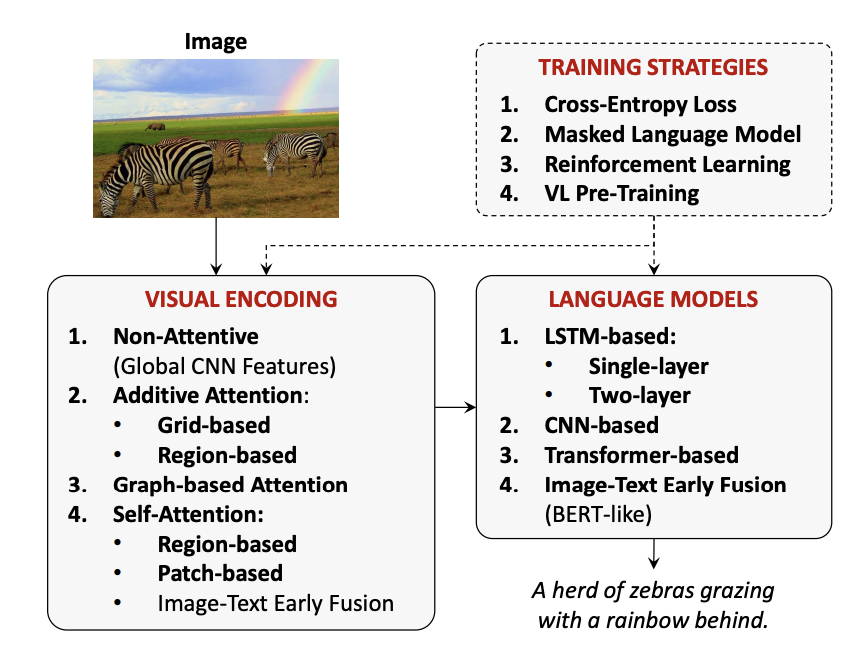 Image
TRAINING STRATEGIES
1. Cross-Entropy Loss
2. Masked Language Model
3. Reinforcement Learning
4. VL Pre-Training
VISUAL ENCODING
1. Non-Attentive
(Global CNN Features)
2. Additive Attention:
• Grid-based
• Region-based
3. Graph-based Attention
4. Self-Attention:
• Region-based
• Patch-based
• Image-Text Early Fusion
LANGUAGE MODELS
1. LSTM-based:
• Single-layer
• Two-layer
2. CNN-based
3. Transformer-based
4. Image-Text Early Fusion
(BERT-like)
A herd of zebras grazing
with a rainbow behind.